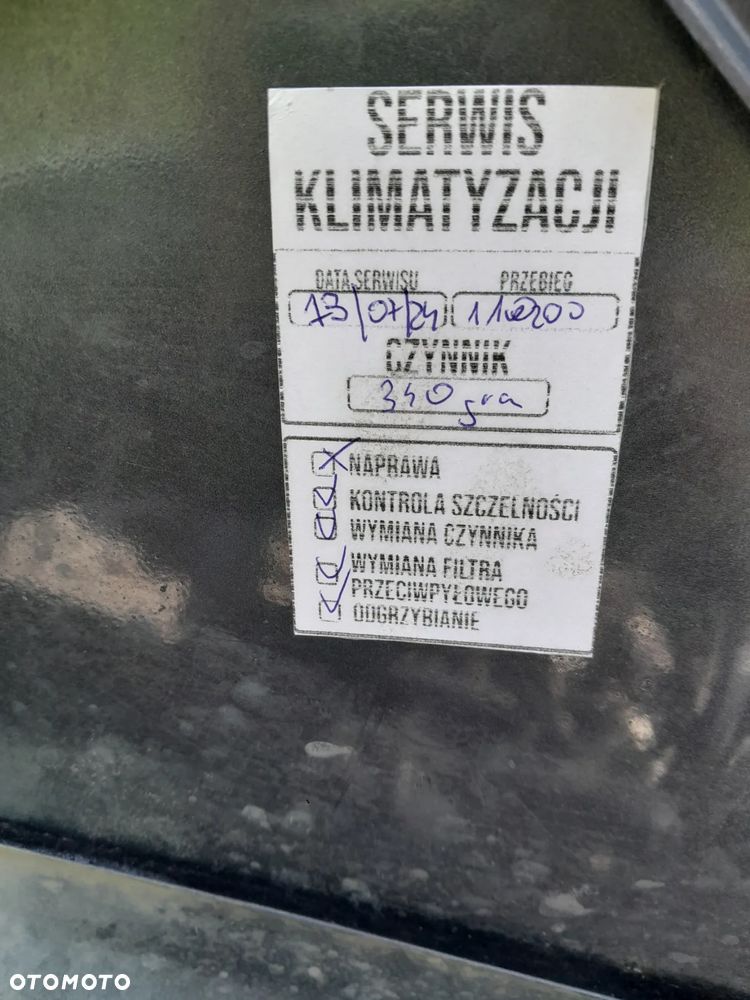 SERWIS
KLIMATYZACJI
DATA SERWISU PRZEBIEG
13/07/24
CZYNNIK
340 gra
NAPRAWA
KONTROLA SZCZELNOŚCI
WYMIANA CZYNNIKA
WYMIANA FILTRA
PRZECIWPYŁOWEGO
ODGRZYBIANIE
OTOMOTO